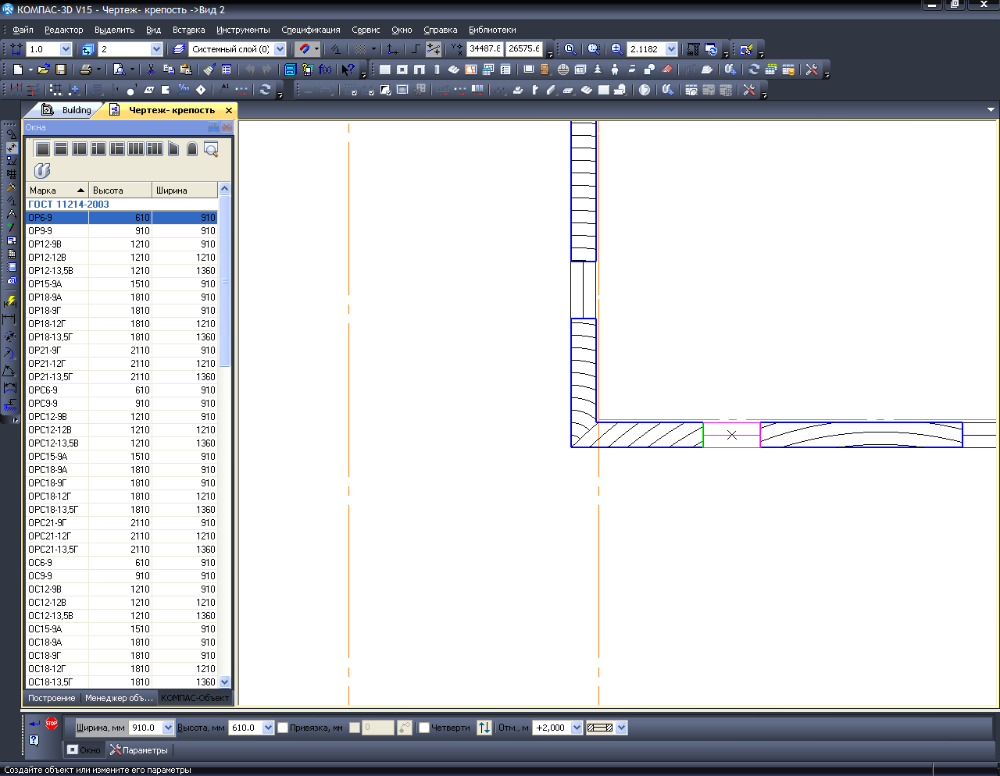 КОМПАС-3D V15 - Чертеж- крепость ->Вид 2
Файл Редактор Выделить Вид Вставка Инструменты Спецификация Сервис Окно Справка Библиотеки
1.0 2 Системный слой (0) 34487.8 26575.6 2.1182
Building Чертеж- крепость
Окна
Марка Высота Ширина
ГОСТ 11214-2003
ОР6-9 610 910
ОР9-9 910 910
ОР12-9В 1210 910
ОР12-12В 1210 1210
ОР12-13,5В 1210 1360
ОР15-9А 1510 910
ОР18-9А 1810 910
ОР18-9Г 1810 910
ОР18-12Г 1810 1210
ОР18-13,5Г 1810 1360
ОР21-9Г 2110 910
ОР21-12Г 2110 1210
ОР21-13,5Г 2110 1360
ОРС6-9 610 910
ОРС9-9 910 910
ОРС12-9В 1210 910
ОРС12-12В 1210 1210
ОРС12-13,5В 1210 1360
ОРС15-9А 1510 910
ОРС18-9А 1810 910
ОРС18-9Г 1810 910
ОРС18-12Г 1810 1210
ОРС18-13,5Г 1810 1360
ОРС21-9Г 2110 910
ОРС21-12Г 2110 1210
ОРС21-13,5Г 2110 1360
ОС6-9 610 910
ОС9-9 910 910
ОС12-9В 1210 910
ОС12-12В 1210 1210
ОС12-13,5В 1210 1360
ОС15-9А 1510 910
ОС18-9А 1810 910
ОС18-9Г 1810 910
ОС18-12Г 1810 1210
ОС18-13,5Г 1810 1360
Построение Менеджер объ... КОМПАС-Объект
STOP Ширина, мм 910.0 Высота, мм 610.0 Привязка, мм 0 Четверти Отм., м +2,000
Окно Параметры
Создайте объект или измените его параметры